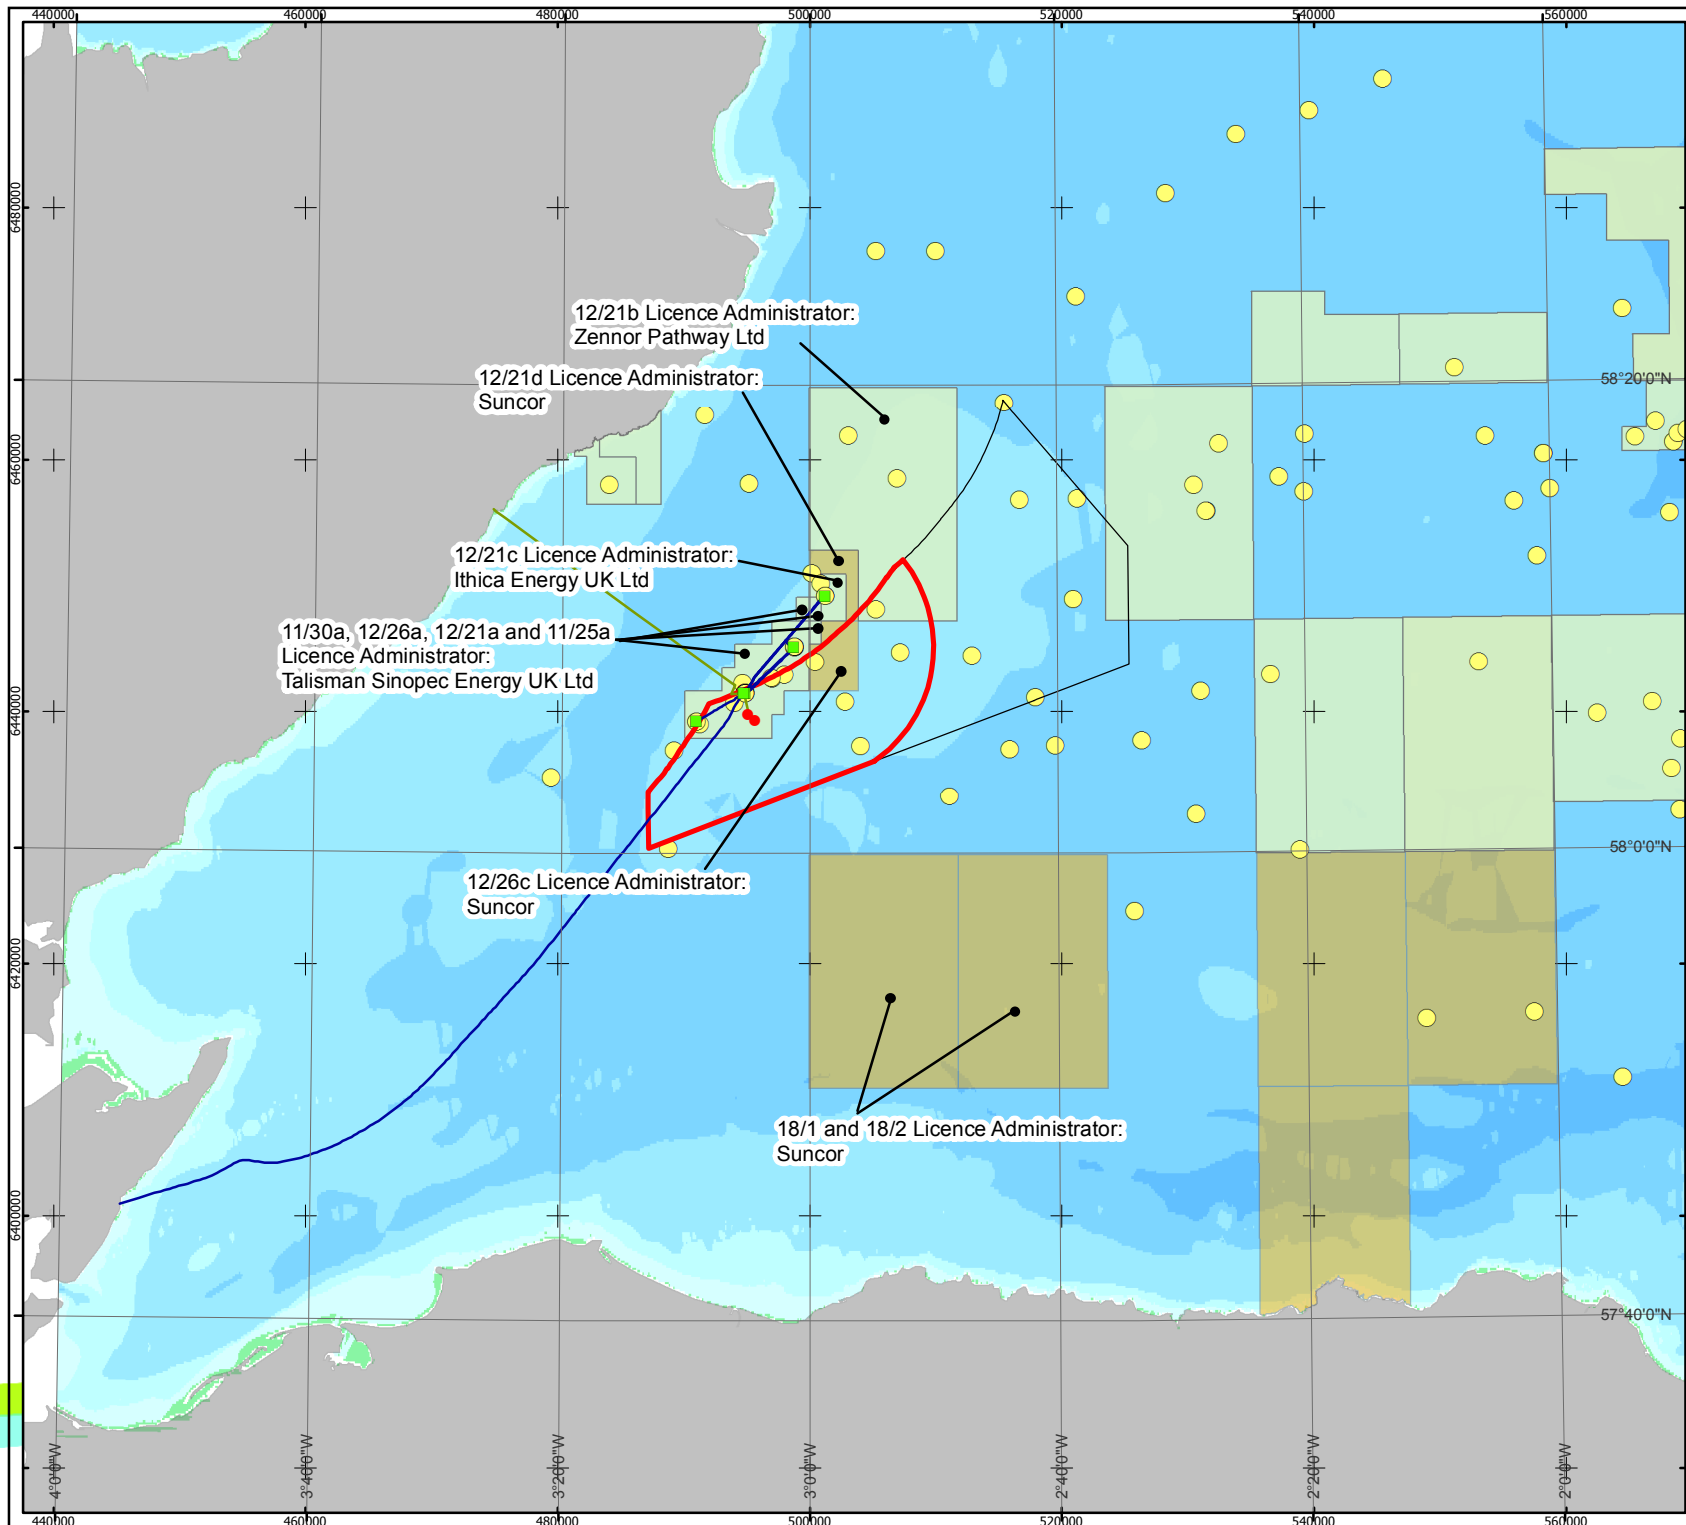 440000 460000 480000 500000 520000 540000 560000
6480000
12/21b Licence Administrator:
Zennor Pathway Ltd
12/21d Licence Administrator:
Suncor
58°20'0"N
6460000
12/21c Licence Administrator:
Ithica Energy UK Ltd
11/30a, 12/26a, 12/21a and 11/25a
Licence Administrator:
Talisman Sinopec Energy UK Ltd
6440000
58°0'0"N
12/26c Licence Administrator:
Suncor
6420000
18/1 and 18/2 Licence Administrator:
Suncor
6400000
57°40'0"N
4°0'0"W 3°40'0"W 3°20'0"W 3°0'0"W 2°40'0"W 2°20'0"W 2°0'0"W
440000 460000 480000 500000 520000 540000 560000